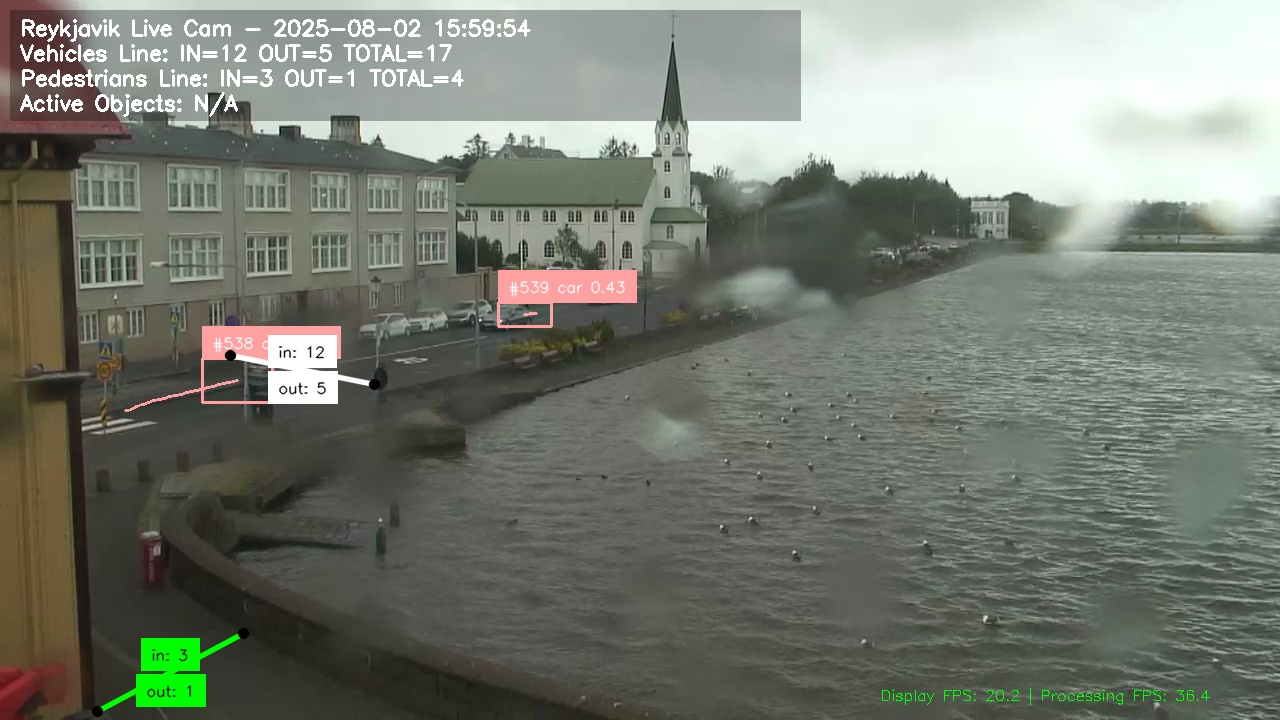 Reykjavik Live Cam - 2025-08-02 15:59:54
Vehicles Line: IN=12 OUT=5 TOTAL=17
Pedestrians Line: IN=3 OUT=1 TOTAL=4
Active Objects: N/A
#539 car 0.43
#538
in: 12
out: 5
in: 3
out: 1
Display FPS: 20.2 | Processing FPS: 36.4